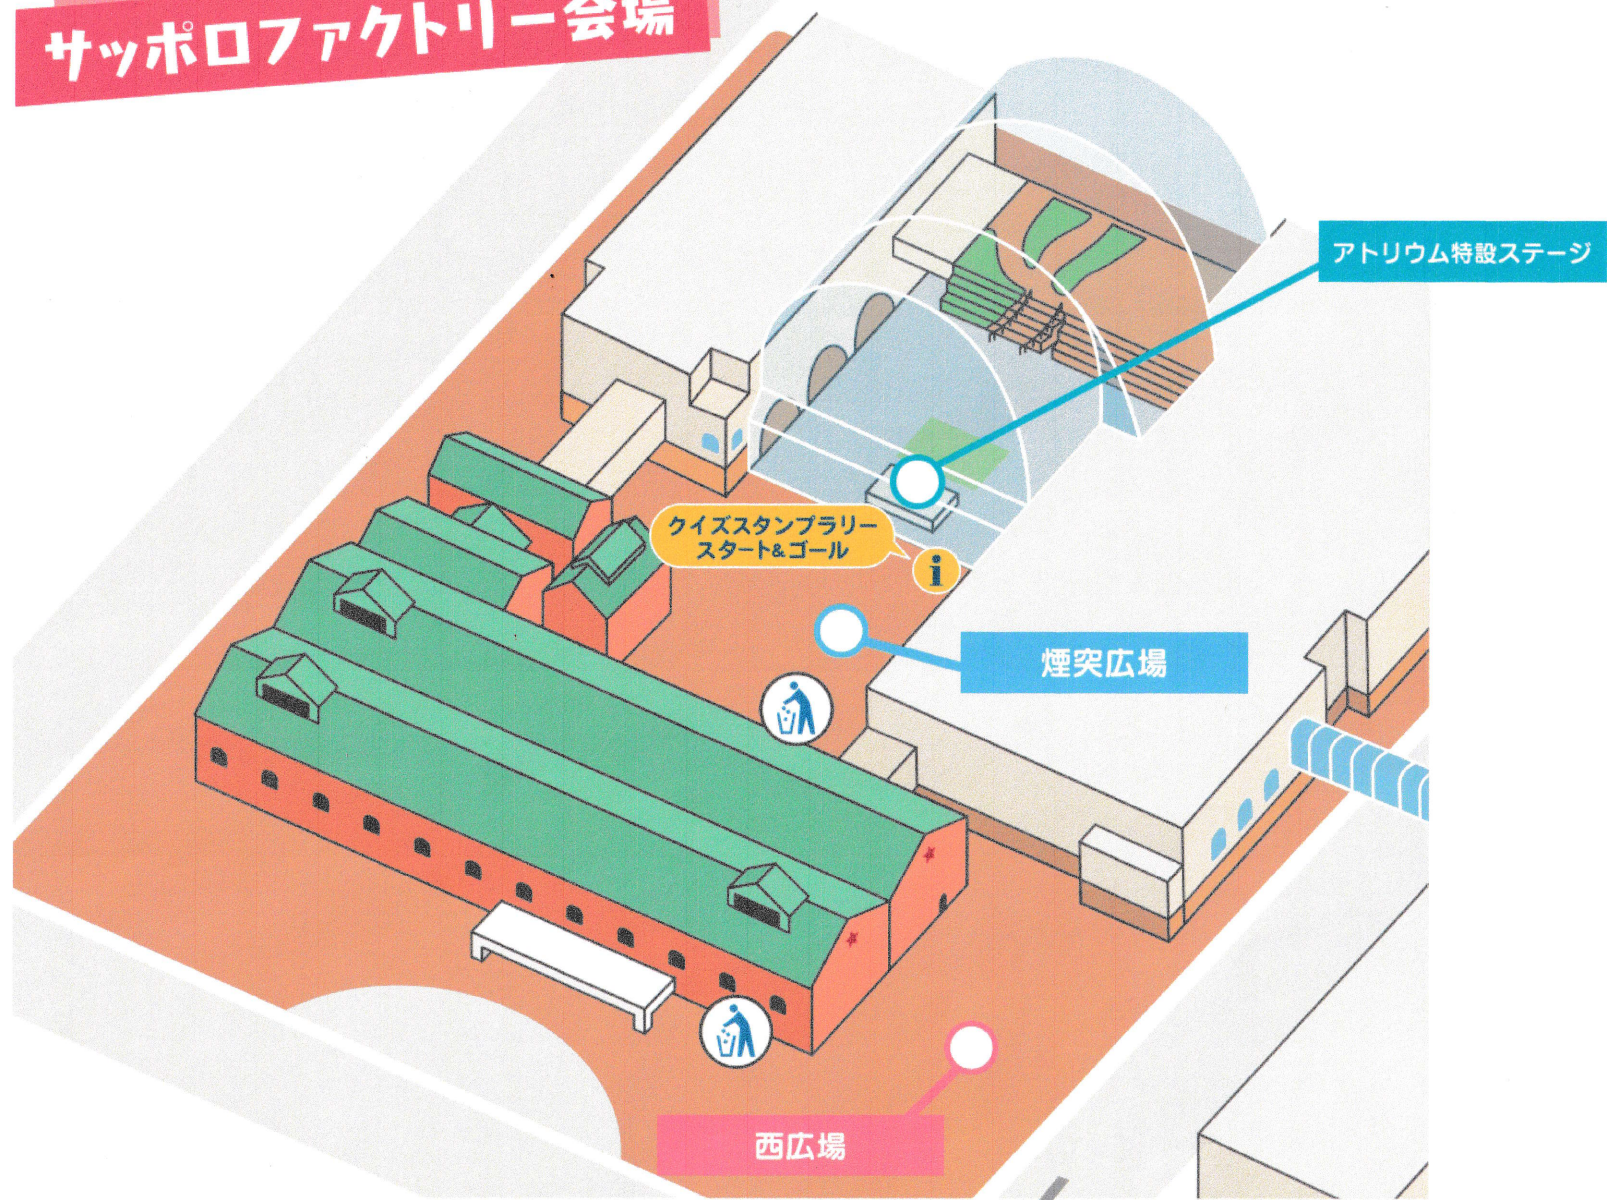 サッポロファクトリー会場
アトリウム特設ステージ
クイズスタンプラリー
スタート&ゴール
i
煙突広場
西広場